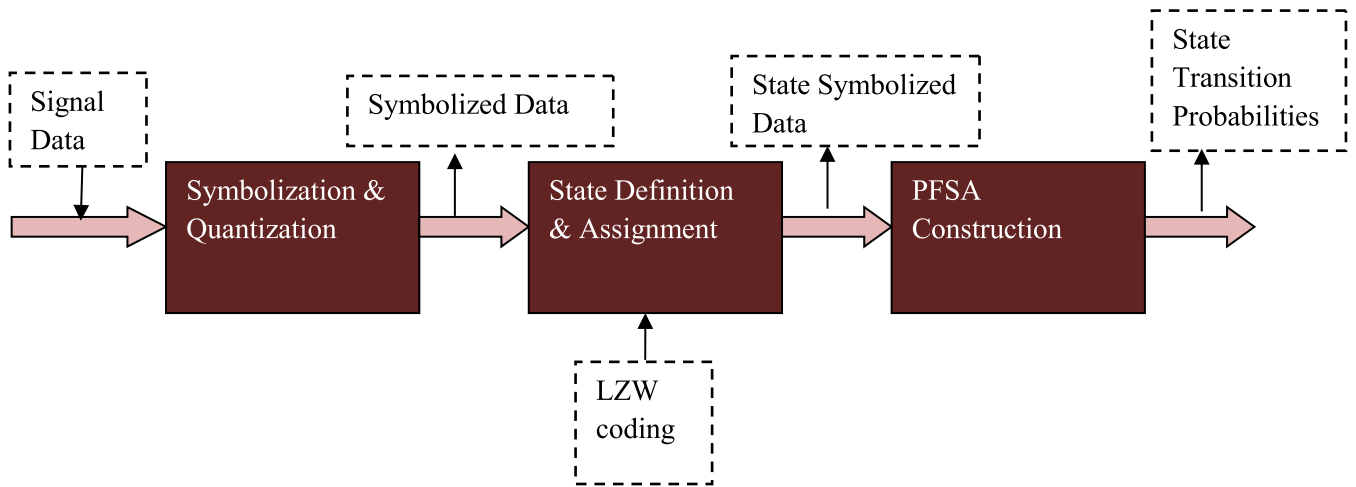 Signal
Data
Symbolization &
Quantization
Symbolized Data
State Definition
& Assignment
LZW
coding
State Symbolized
Data
PFSA
Construction
State
Transition
Probabilities